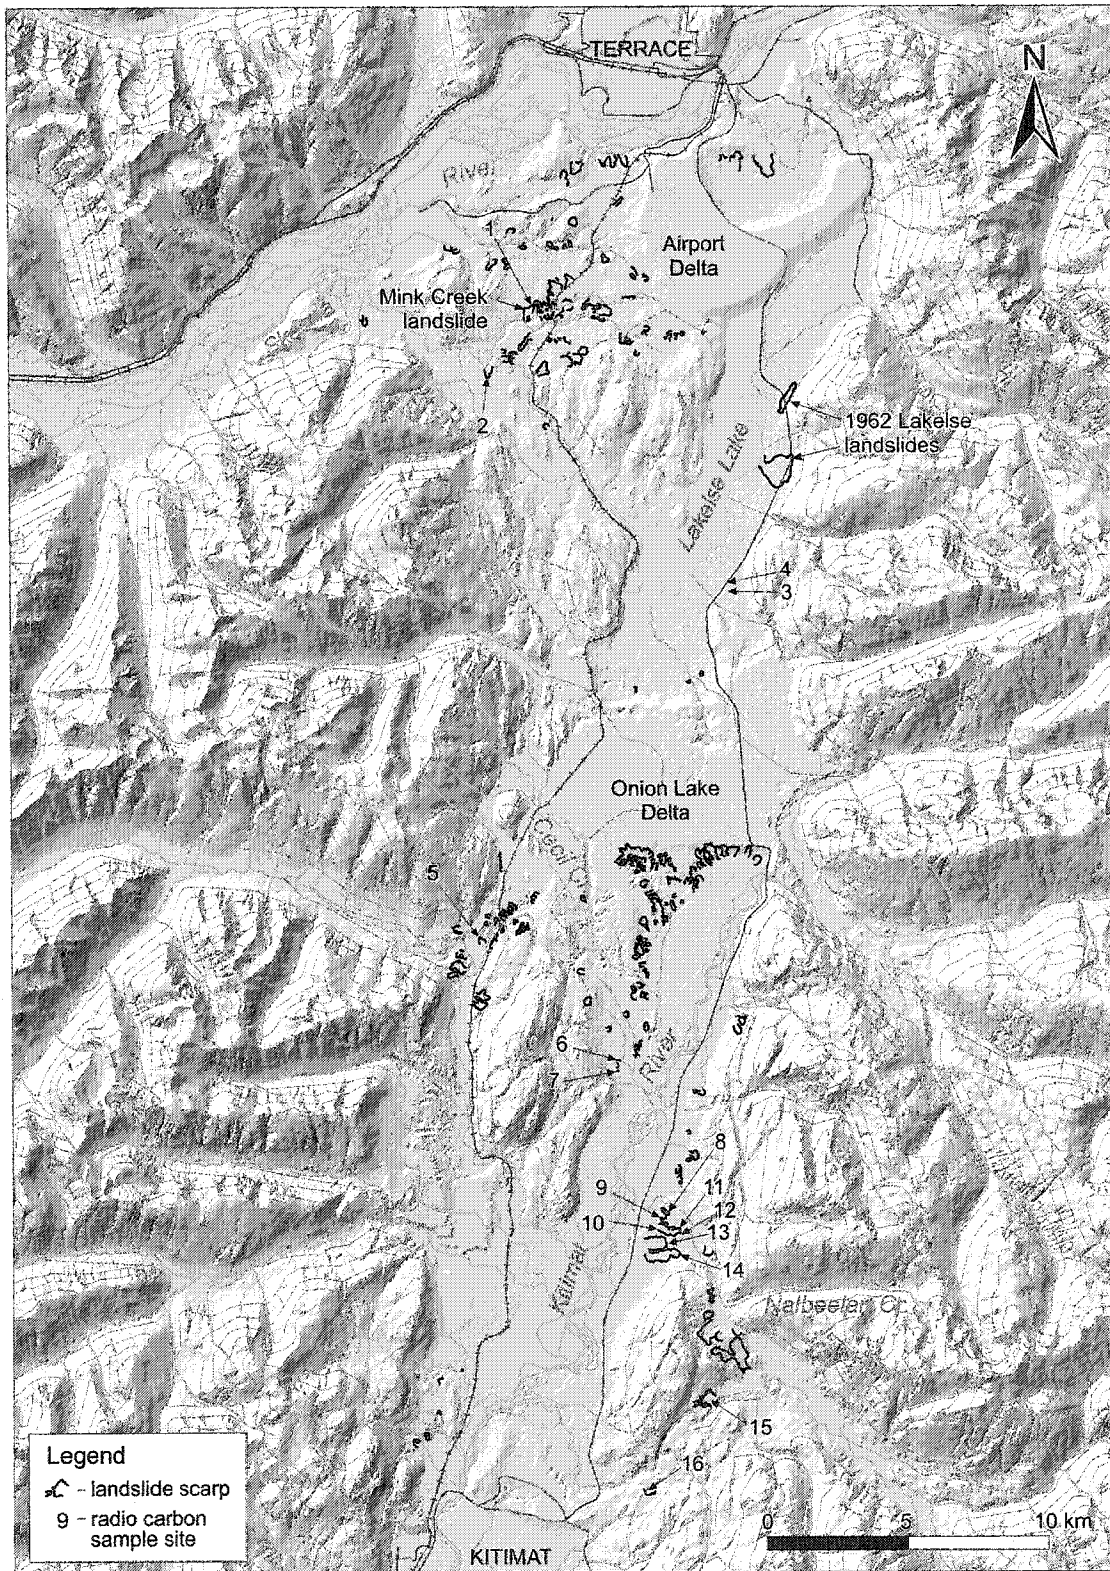 TERRACE
N
River
1
Airport
Delta
Mink Creek
landslide
2
1962 Lakelse
landslides
Lakelse Lake
4
3
Onion Lake
Delta
Cecil Cr.
5
6
7
River
8
9
11
10
12
13
14
Kitimat
Nalbeelah Cr.
15
16
Legend
- landslide scarp
9 - radio carbon
sample site
0 5 10 km
KITIMAT